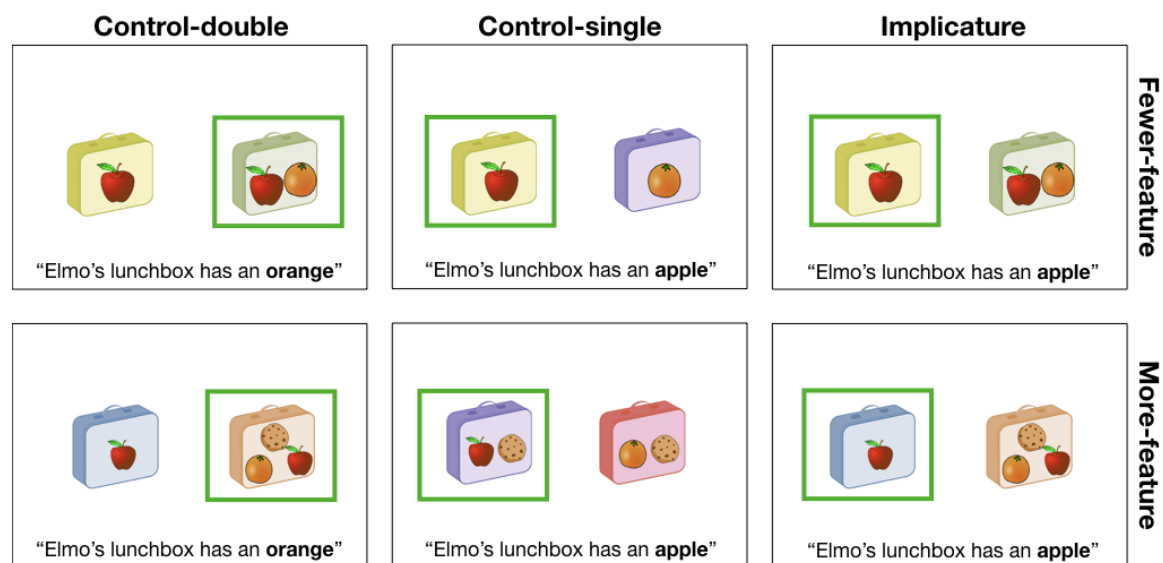 Control-double
Control-single
Implicature
"Elmo's lunchbox has an orange"
"Elmo's lunchbox has an apple"
"Elmo's lunchbox has an apple"
Fewer-feature
"Elmo's lunchbox has an orange"
"Elmo's lunchbox has an apple"
"Elmo's lunchbox has an apple"
More-feature